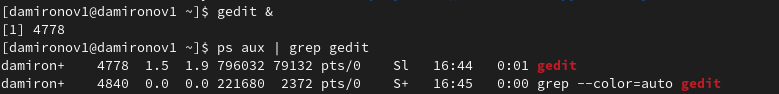 [damironov1@damironov1 ~]$ gedit &
[1] 4778
[damironov1@damironov1 ~]$ ps aux | grep gedit
damiron+    4778  1.5  1.9 796032 79132 pts/0    Sl   16:44   0:01 gedit
damiron+    4840  0.0  0.0 221680  2372 pts/0    S+   16:45   0:00 grep --color=auto gedit